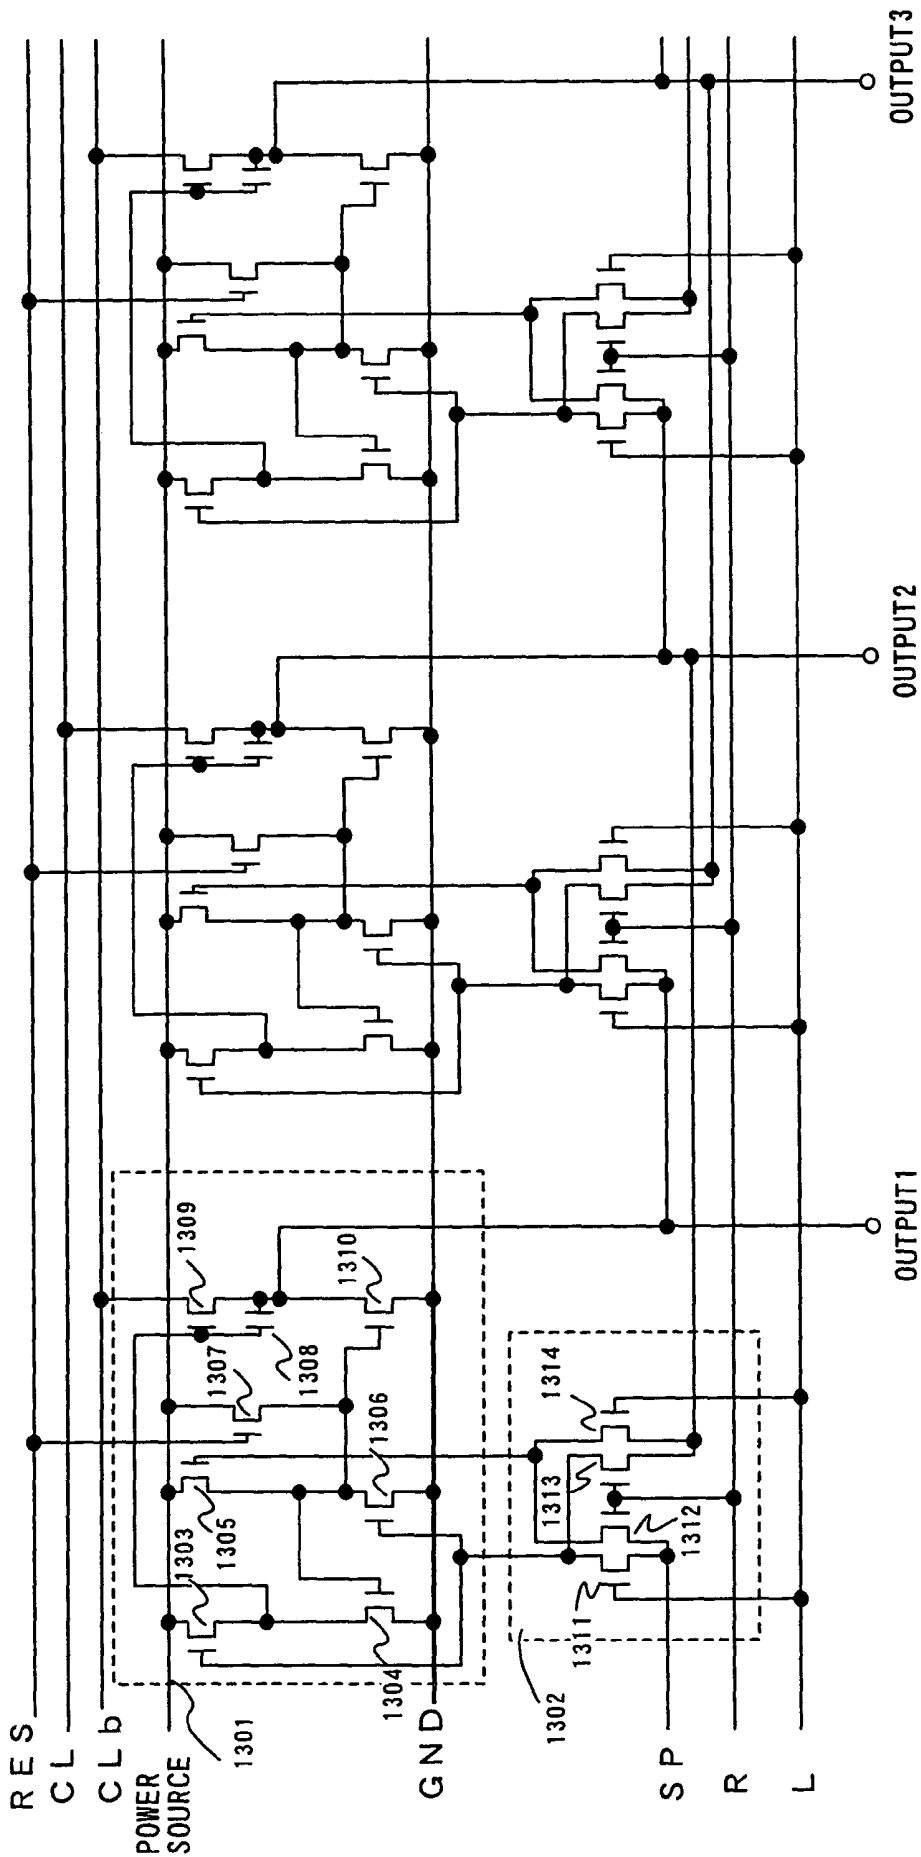 RES
CL
CLb
POWER
SOURCE
1301
GND
1302
SP
R
L
1303
1304
1305
1306
1307
1308
1309
1310
1311
1312
1313
1314
OUTPUT1
OUTPUT2
OUTPUT3